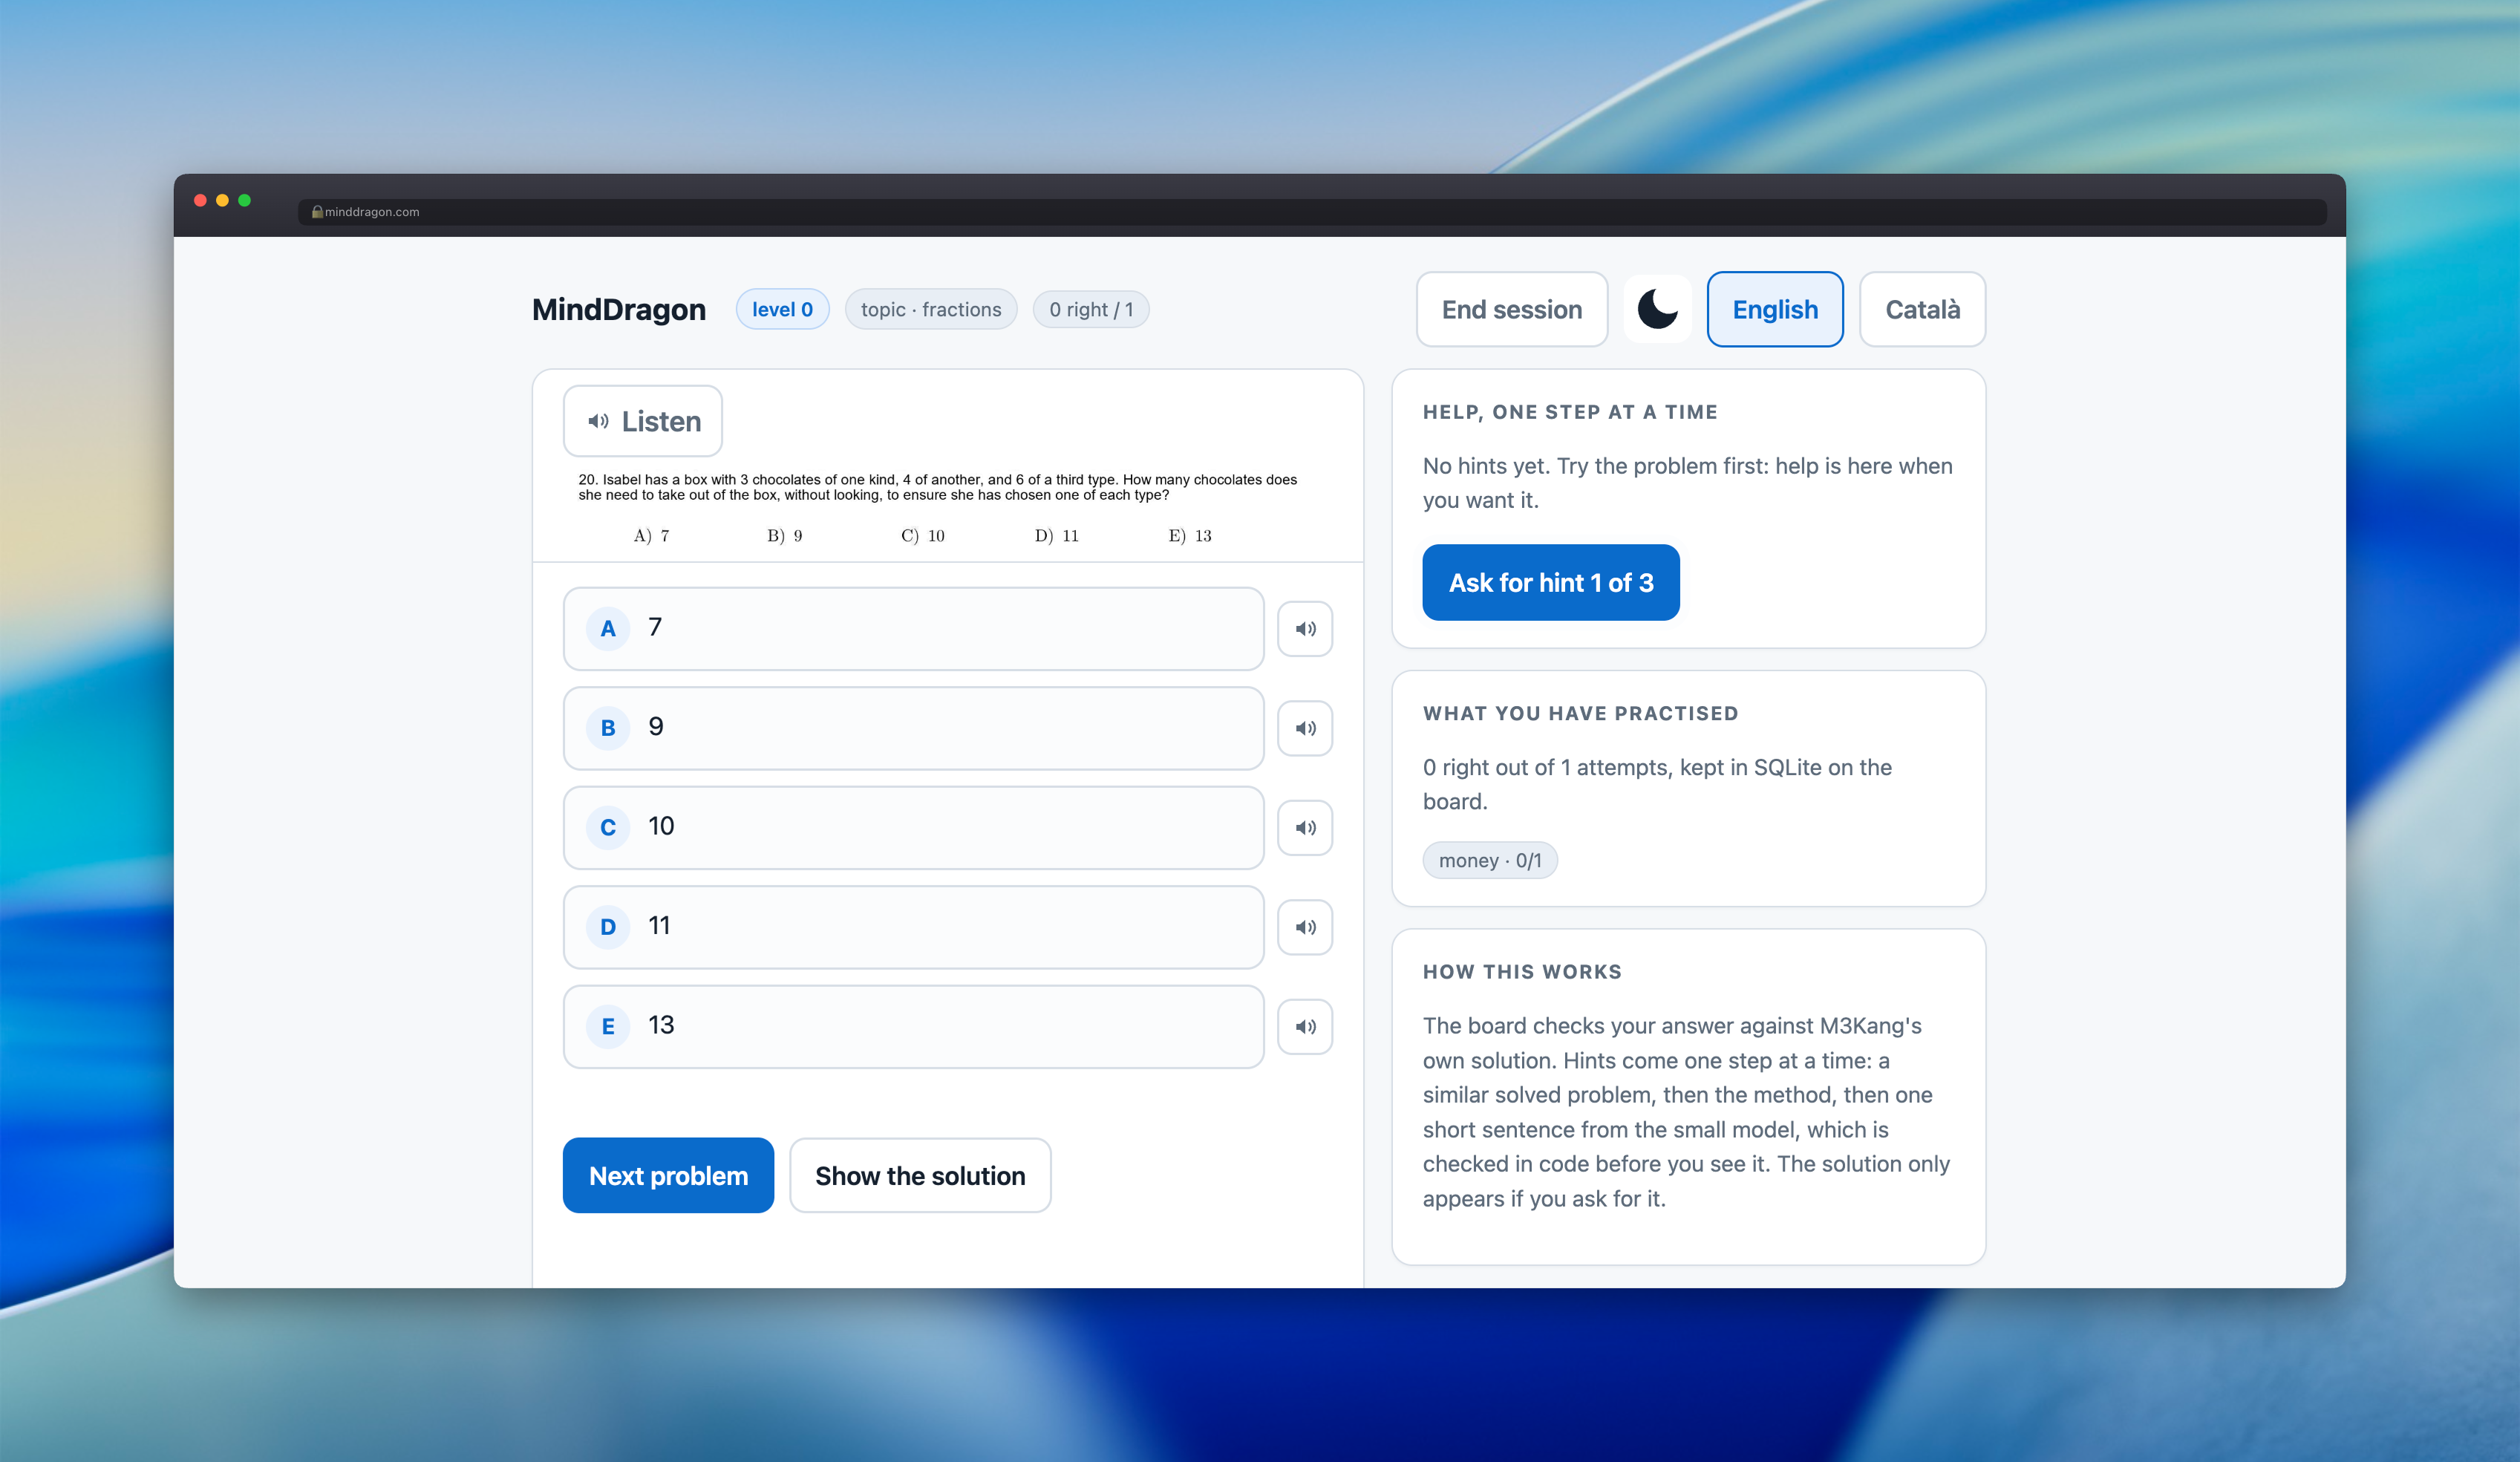 minddragon.com
MindDragon
level 0
topic · fractions
0 right / 1
End session
English
Català
Listen
20. Isabel has a box with 3 chocolates of one kind, 4 of another, and 6 of a third type. How many chocolates does
she need to take out of the box, without looking, to ensure she has chosen one of each type?
A) 7 B) 9 C) 10 D) 11 E) 13
A 7
B 9
C 10
D 11
E 13
Next problem
Show the solution
HELP, ONE STEP AT A TIME
No hints yet. Try the problem first: help is here when
you want it.
Ask for hint 1 of 3
WHAT YOU HAVE PRACTISED
0 right out of 1 attempts, kept in SQLite on the
board.
money · 0/1
HOW THIS WORKS
The board checks your answer against M3Kang's
own solution. Hints come one step at a time: a
similar solved problem, then the method, then one
short sentence from the small model, which is
checked in code before you see it. The solution only
appears if you ask for it.